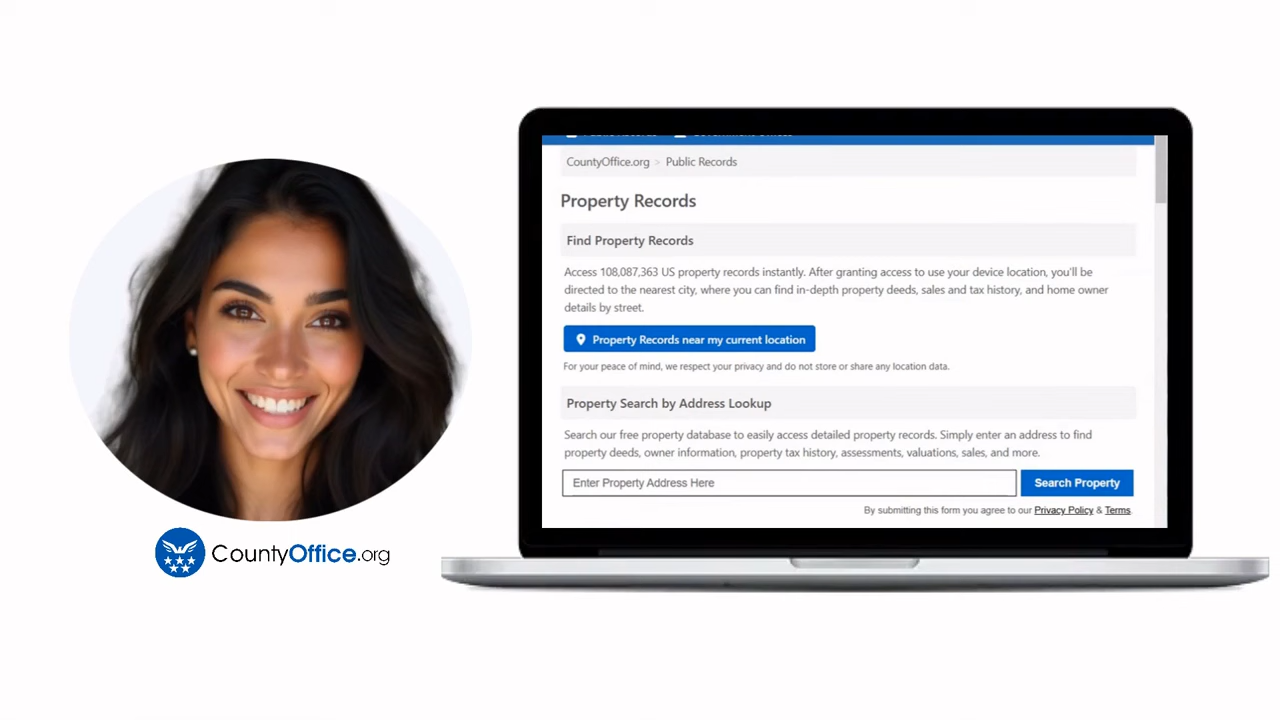 CountyOffice.org > Public Records
Property Records
Find Property Records
Access 108,087,363 US property records instantly. After granting access to use your device location, you'll be
directed to the nearest city, where you can find in-depth property deeds, sales and tax history, and home owner
details by street.
Property Records near my current location
For your peace of mind, we respect your privacy and do not store or share any location data.
Property Search by Address Lookup
Search our free property database to easily access detailed property records. Simply enter an address to find
property deeds, owner information, property tax history, assessments, valuations, sales, and more.
Enter Property Address Here
Search Property
By submitting this form you agree to our Privacy Policy & Terms
CountyOffice.org